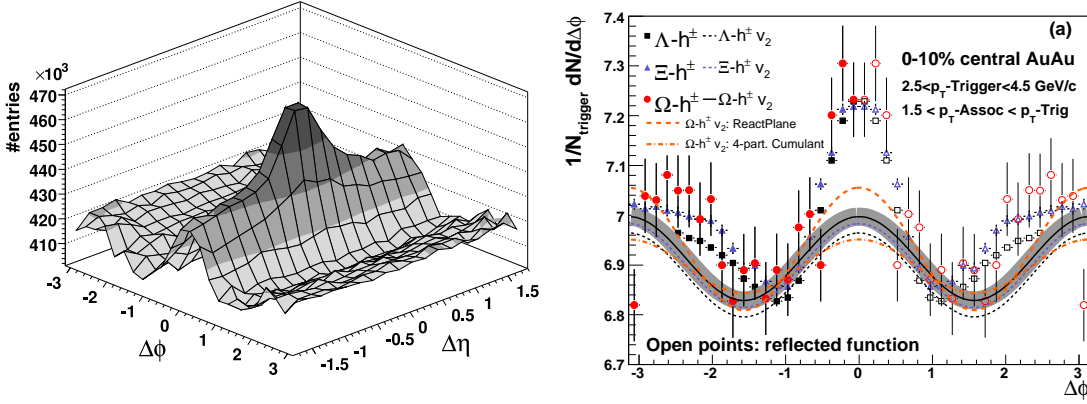 ×10³
470
460
450
440
430
420
410
#entries
-3
-2
-1
0
1
2
3
Δϕ
-1.5
-1
-0.5
0
0.5
1
1.5
Δη
7.4
7.3
7.2
7.1
7
6.9
6.8
6.7
1/N_trigger dN/dΔϕ
(a)
Λ-h± Λ-h± v₂
Ξ-h± Ξ-h± v₂
Ω-h± Ω-h± v₂
Ω-h± v₂: ReactPlane
Ω-h± v₂: 4-part. Cumulant
0-10% central AuAu
2.5<p_T-Trigger<4.5 GeV/c
1.5 < p_T-Assoc < p_T-Trig
Open points: reflected function
-3 -2 -1 0 1 2 3
Δϕ